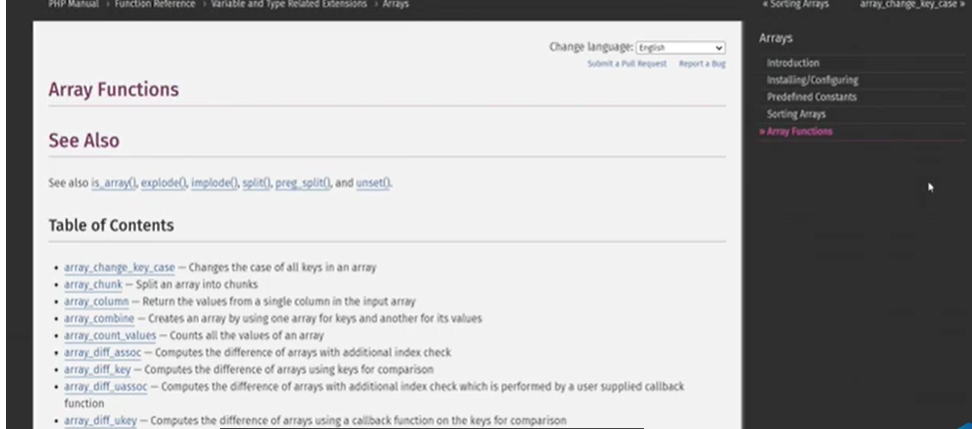 PHP Manual › Function Reference › Variable and Type Related Extensions › Arrays
« Sorting Arrays array_change_key_case »
Change language: English
Submit a Pull Request Report a Bug
Array Functions
See Also
See also is_array(), explode(), implode(), split(), preg_split(), and unset().
Table of Contents
• array_change_key_case — Changes the case of all keys in an array
• array_chunk — Split an array into chunks
• array_column — Return the values from a single column in the input array
• array_combine — Creates an array by using one array for keys and another for its values
• array_count_values — Counts all the values of an array
• array_diff_assoc — Computes the difference of arrays with additional index check
• array_diff_key — Computes the difference of arrays using keys for comparison
• array_diff_uassoc — Computes the difference of arrays with additional index check which is performed by a user supplied callback
function
• array_diff_ukey — Computes the difference of arrays using a callback function on the keys for comparison
Arrays
Introduction
Installing/Configuring
Predefined Constants
Sorting Arrays
» Array Functions